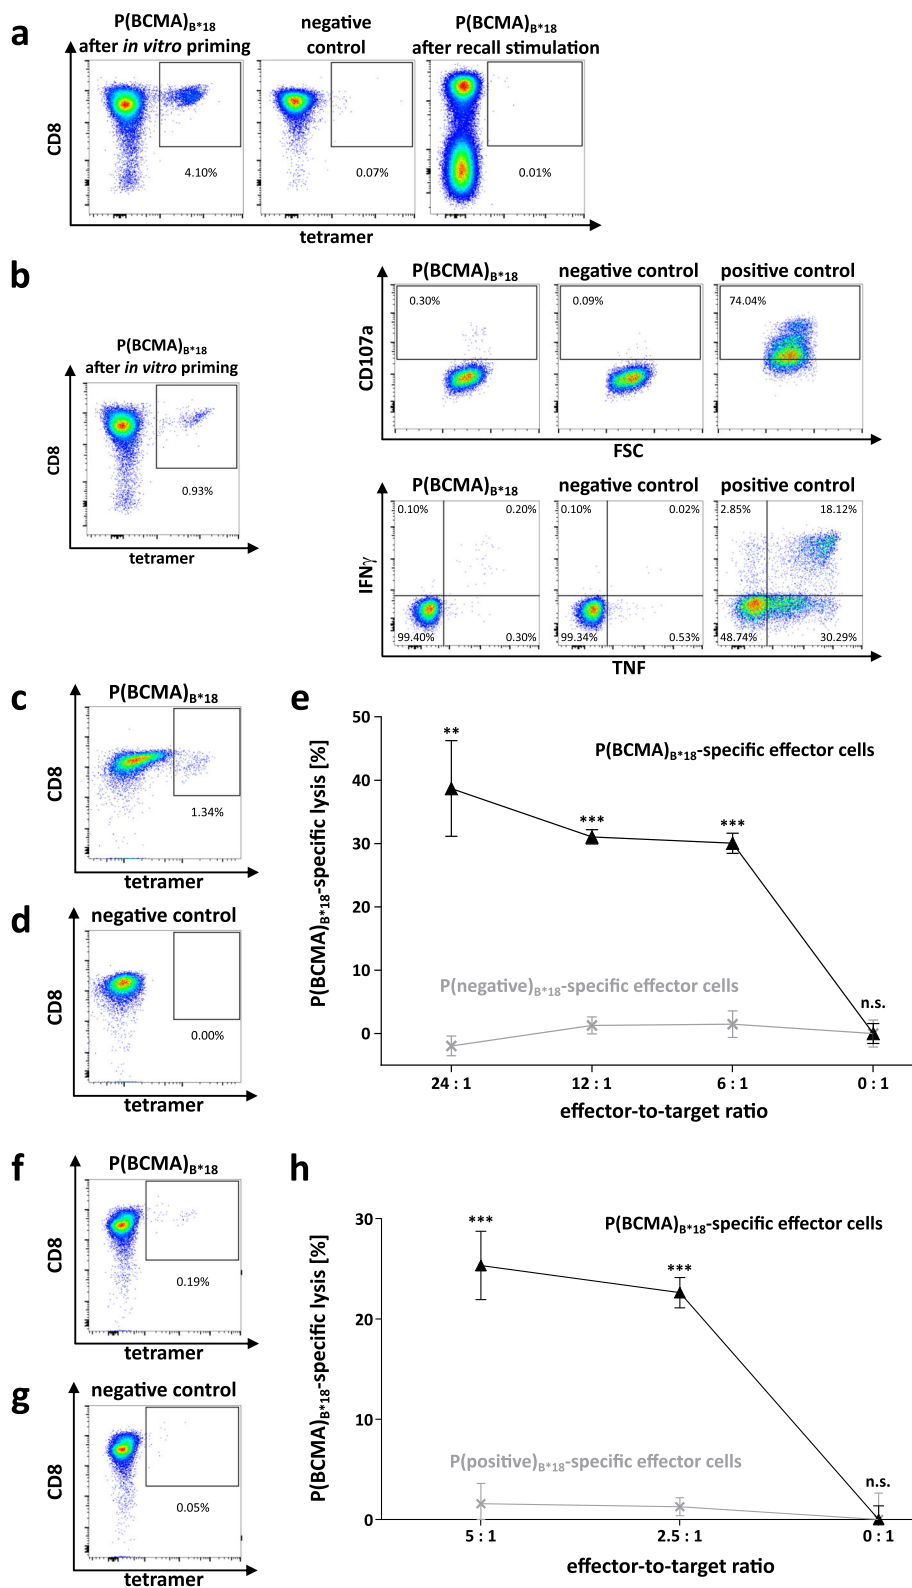 a
P(BCMA)B*18
after in vitro priming
negative
control
P(BCMA)B*18
after recall stimulation
CD8
4.10%
0.07%
0.01%
tetramer
b
P(BCMA)B*18
after in vitro priming
CD8
0.93%
tetramer
P(BCMA)B*18
negative control
positive control
CD107a
0.30%
0.09%
74.04%
FSC
P(BCMA)B*18
negative control
positive control
IFNγ
0.10%
0.20%
0.10%
0.02%
2.85%
18.12%
99.40%
0.30%
99.34%
0.53%
48.74%
30.29%
TNF
c
P(BCMA)B*18
CD8
1.34%
tetramer
d
negative control
CD8
0.00%
tetramer
e
P(BCMA)B*18-specific lysis [%]
50
40
30
20
10
0
**
***
***
n.s.
P(BCMA)B*18-specific effector cells
P(negative)B*18-specific effector cells
24 : 1
12 : 1
6 : 1
0 : 1
effector-to-target ratio
f
P(BCMA)B*18
CD8
0.19%
tetramer
g
negative control
CD8
0.05%
tetramer
h
P(BCMA)B*18-specific lysis [%]
30
20
10
0
***
***
n.s.
P(BCMA)B*18-specific effector cells
P(positive)B*18-specific effector cells
5 : 1
2.5 : 1
0 : 1
effector-to-target ratio